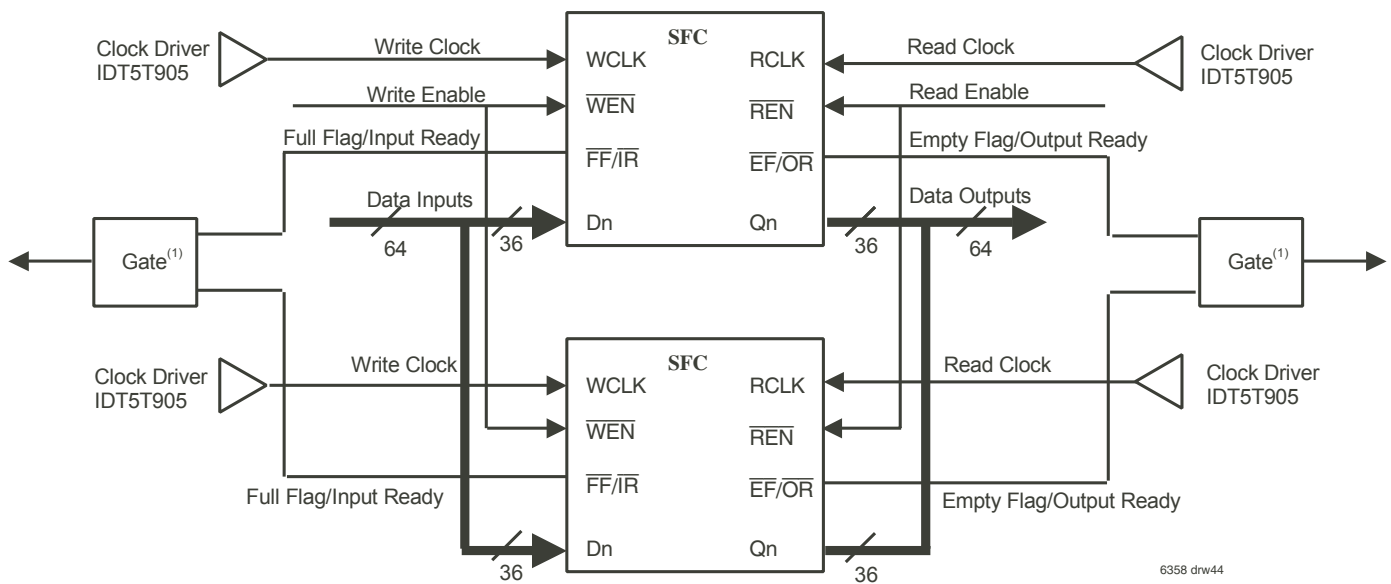 Clock Driver
IDT5T905
Write Clock
SFC
WCLK
RCLK
Read Clock
Clock Driver
IDT5T905
Write Enable
WEN
REN
Read Enable
Full Flag/Input Ready
FF/IR
EF/OR
Empty Flag/Output Ready
Data Inputs
64
36
Dn
Qn
36
Data Outputs
64
Gate(1)
Gate(1)
Clock Driver
IDT5T905
Write Clock
SFC
WCLK
RCLK
Read Clock
Clock Driver
IDT5T905
WEN
REN
Full Flag/Input Ready
FF/IR
EF/OR
Empty Flag/Output Ready
36
Dn
Qn
36
6358 drw44